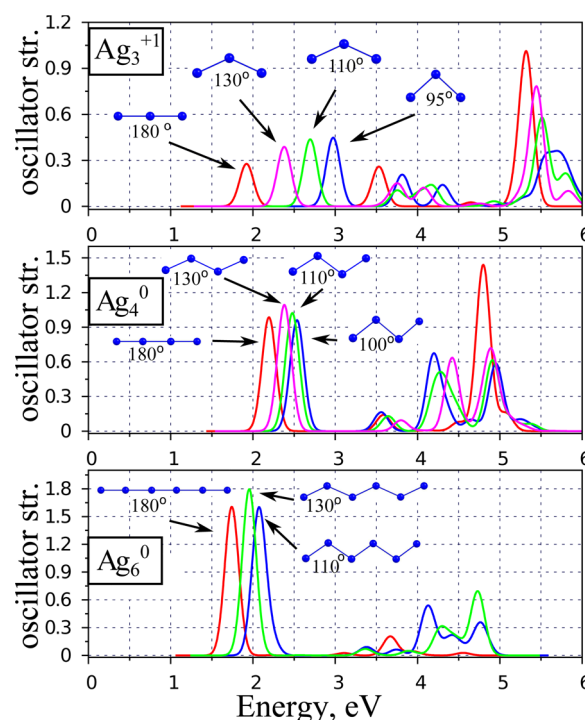 oscillator str.
1.2
0.9
0.6
0.3
0
Ag₃⁺¹
130°
110°
95°
180°
0 1 2 3 4 5 6
oscillator str.
1.5
1.2
0.9
0.6
0.3
0
Ag₄⁰
130°
110°
180°
100°
0 1 2 3 4 5 6
oscillator str.
1.8
1.5
1.2
0.9
0.6
0.3
0
Ag₆⁰
180°
130°
110°
0 1 2 3 4 5 6
Energy, eV